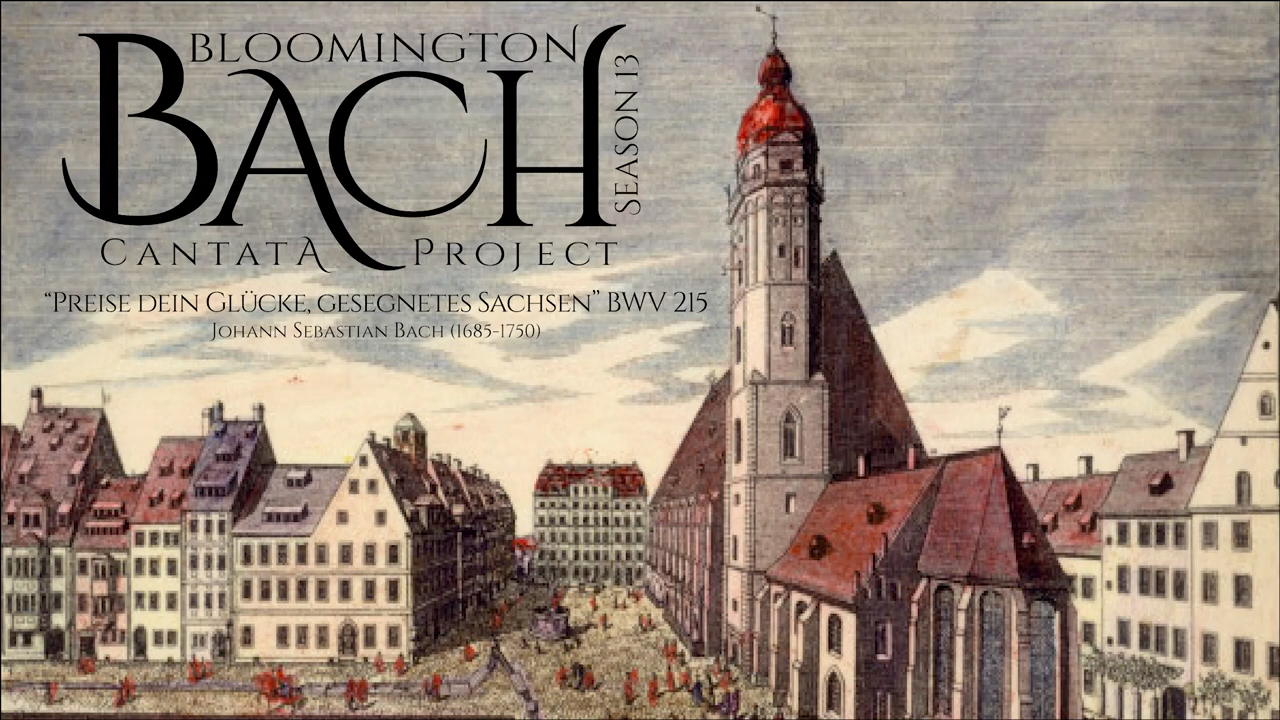 BLOOMINGTON
BACH
SEASON 13
CANTATA PROJECT
“PREISE DEIN GLÜCKE, GESEGNETES SACHSEN” BWV 215
JOHANN SEBASTIAN BACH (1685-1750)